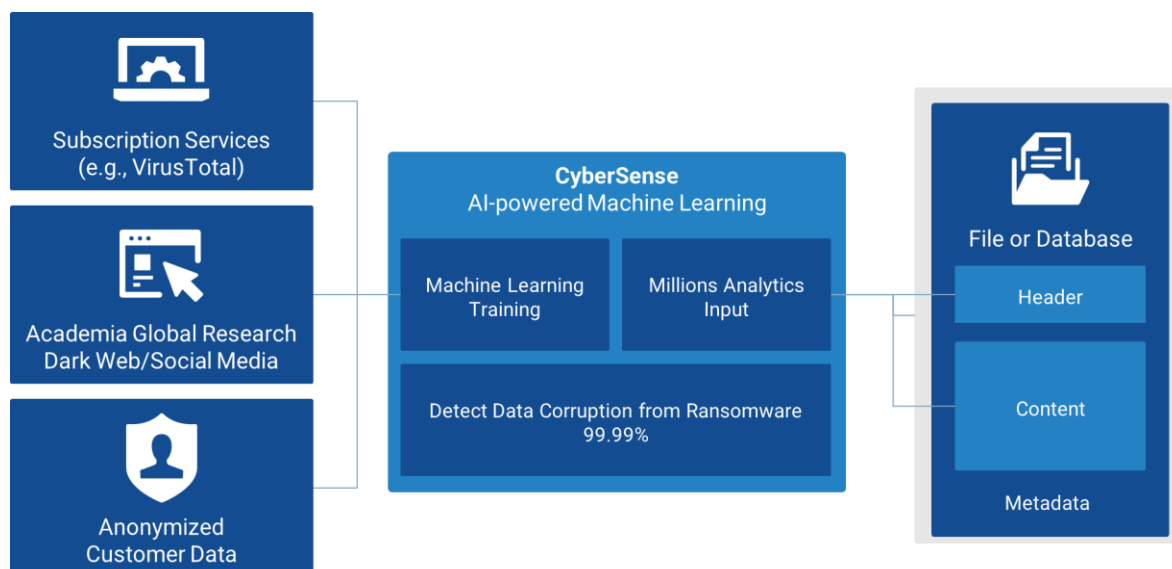 Subscription Services
(e.g., VirusTotal)
Academia Global Research
Dark Web/Social Media
Anonymized
Customer Data
CyberSense
AI-powered Machine Learning
Machine Learning
Training
Millions Analytics
Input
Detect Data Corruption from Ransomware
99.99%
File or Database
Header
Content
Metadata